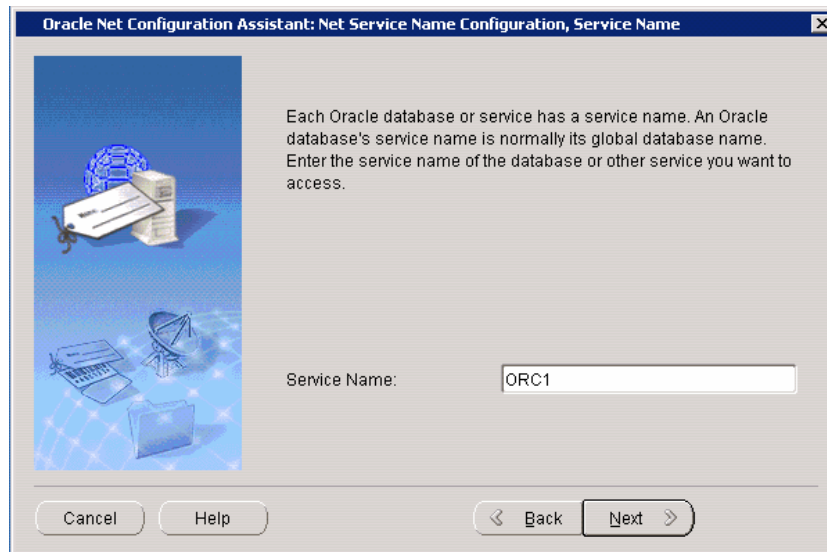 Oracle Net Configuration Assistant: Net Service Name Configuration, Service Name
Each Oracle database or service has a service name. An Oracle
database's service name is normally its global database name.
Enter the service name of the database or other service you want to
access.
Service Name:
ORC1
Cancel
Help
Back
Next